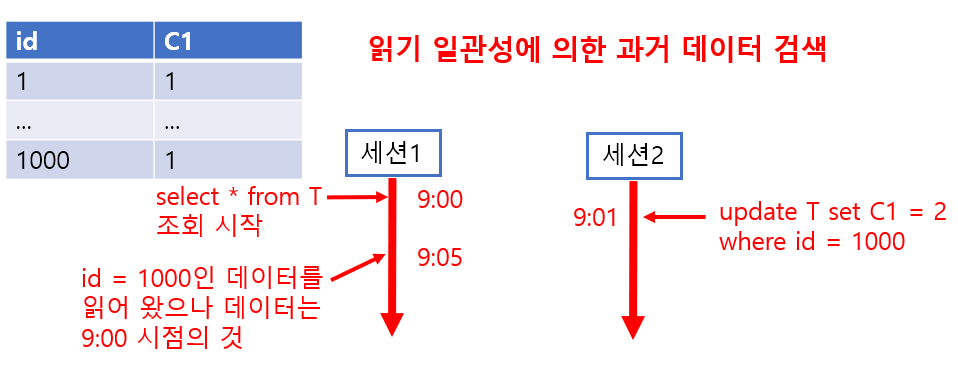 id C1
1 1
... ...
1000 1
읽기 일관성에 의한 과거 데이터 검색
세션1
세션2
select * from T
조회 시작
9:00
9:01
update T set C1 = 2
where id = 1000
9:05
id = 1000인 데이터를
읽어 왔으나 데이터는
9:00 시점의 것